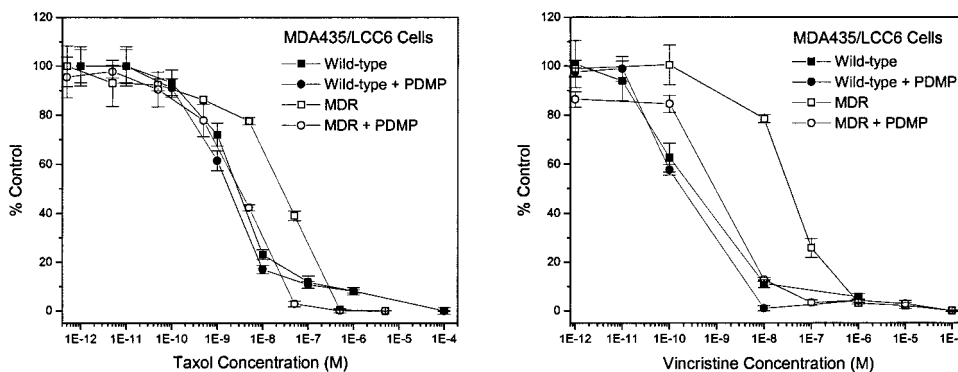 120
100
80
60
40
20
0
% Control
MDA435/LCC6 Cells
Wild-type
Wild-type + PDMP
MDR
MDR + PDMP
1E-12 1E-11 1E-10 1E-9 1E-8 1E-7 1E-6 1E-5 1E-4
Taxol Concentration (M)
120
100
80
60
40
20
0
% Control
MDA435/LCC6 Cells
Wild-type
Wild-type + PDMP
MDR
MDR + PDMP
1E-12 1E-11 1E-10 1E-9 1E-8 1E-7 1E-6 1E-5
Vincristine Concentration (M)